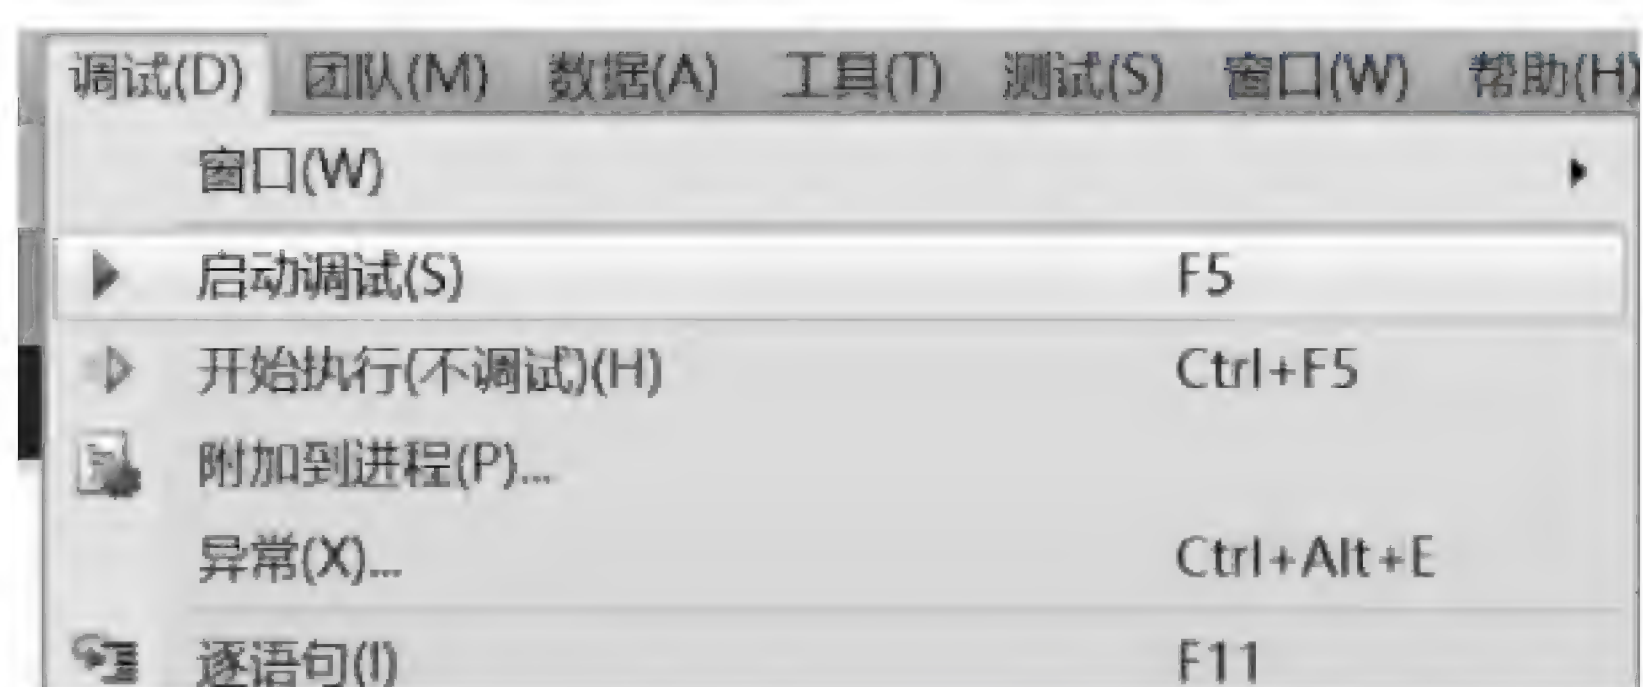 调试(D) 团队(M) 数据(A) 工具(T) 测试(S) 窗口(W) 帮助(H)
窗口(W)
启动调试(S) F5
开始执行(不调试)(H) Ctrl+F5
附加到进程(P)...
异常(X)... Ctrl+Alt+E
逐语句(I) F11